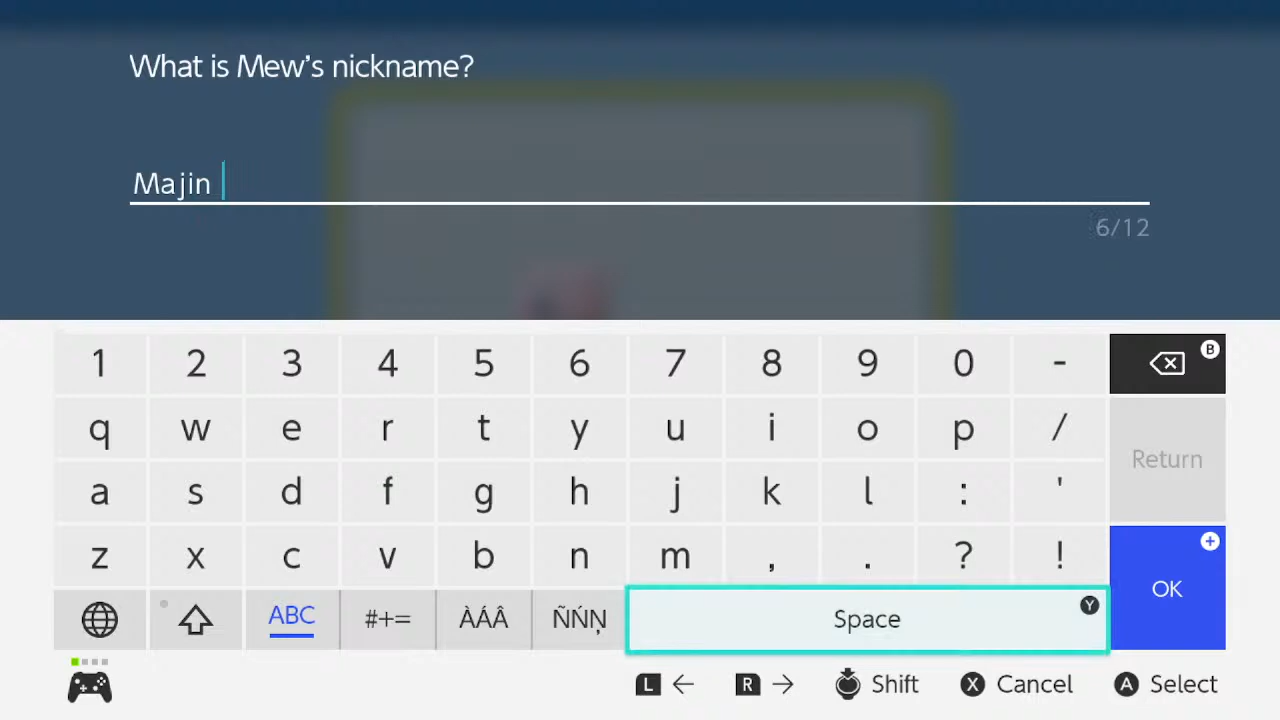 What is Mew's nickname?
Majin
6/12
1 2 3 4 5 6 7 8 9 0 - B
q w e r t y u i o p /
Return
a s d f g h j k l : '
z x c v b n m , . ? ! +
OK
ABC #+= ÀÁÂ ÑŃŅ Space Y
L ← R → Shift X Cancel A Select